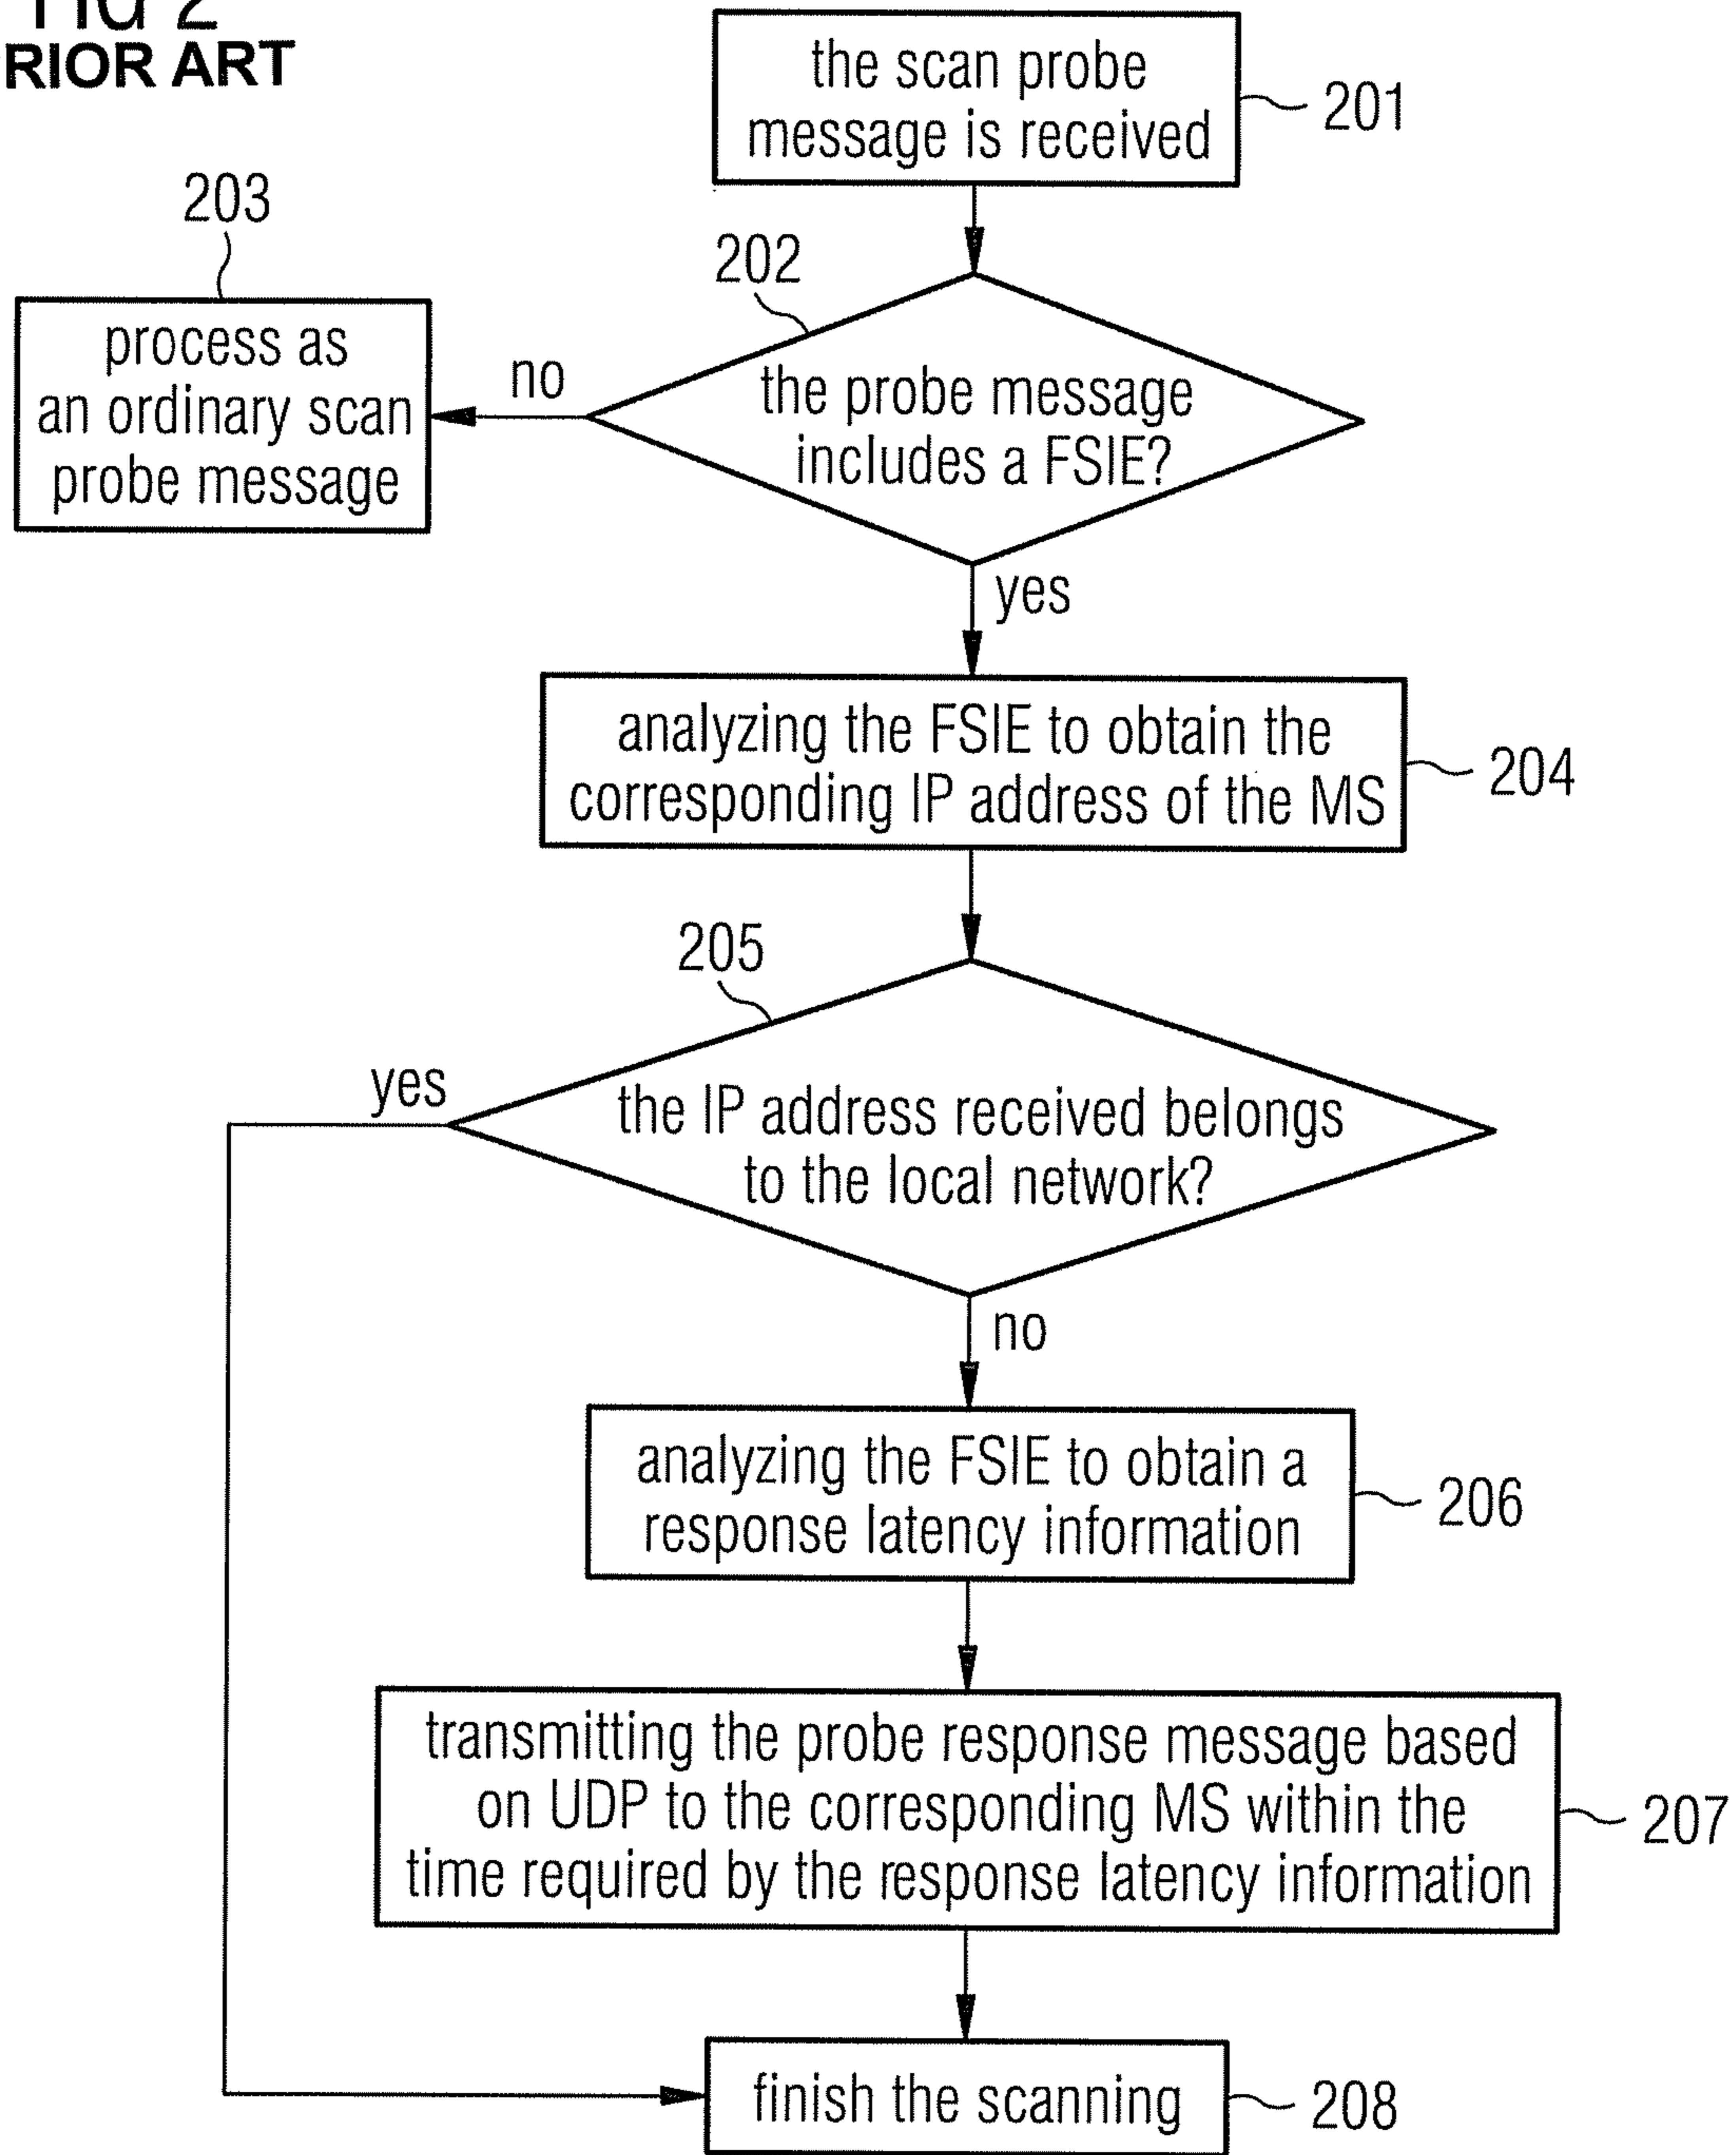 FIG 2
RIOR ART
the scan probe
message is received
201
203
202
process as
an ordinary scan
probe message
no
the probe message
includes a FSIE?
yes
analyzing the FSIE to obtain the
corresponding IP address of the MS
204
205
yes
the IP address received belongs
to the local network?
no
analyzing the FSIE to obtain a
response latency information
206
transmitting the probe response message based
on UDP to the corresponding MS within the
time required by the response latency information
207
finish the scanning
208